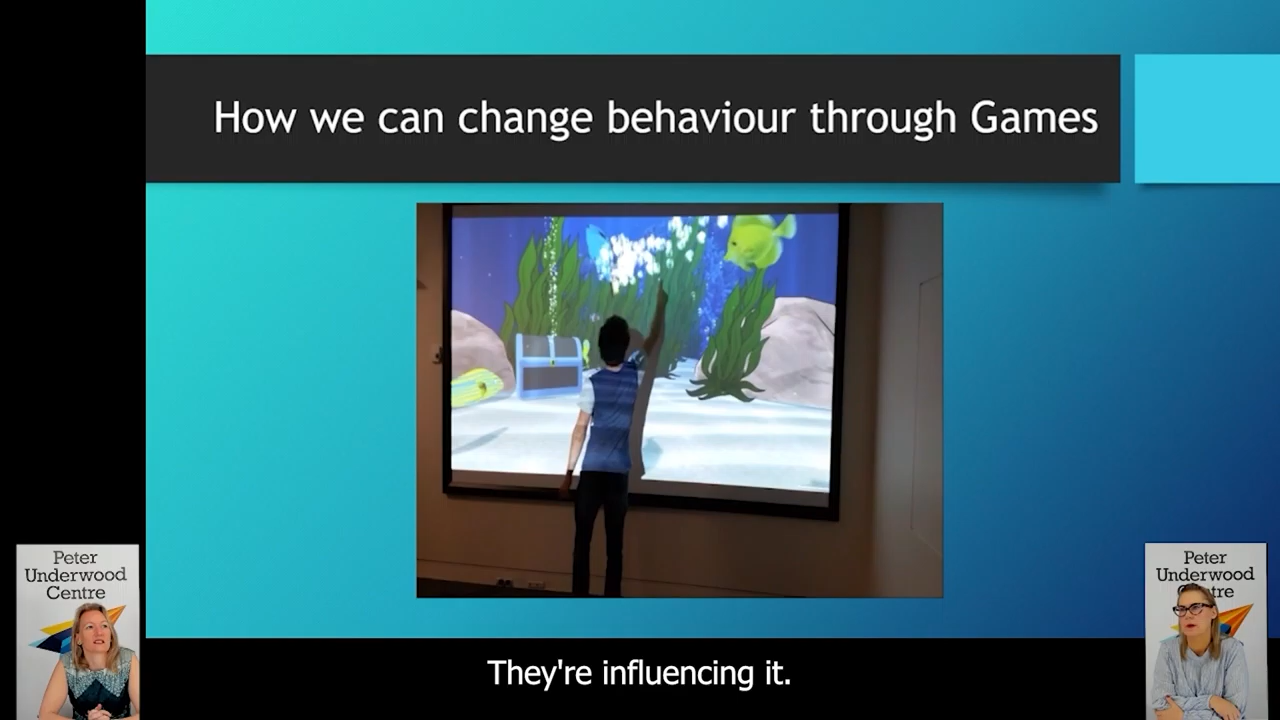 How we can change behaviour through Games
Peter
Underwood
Centre
Peter
Underwood
Centre
They're influencing it.